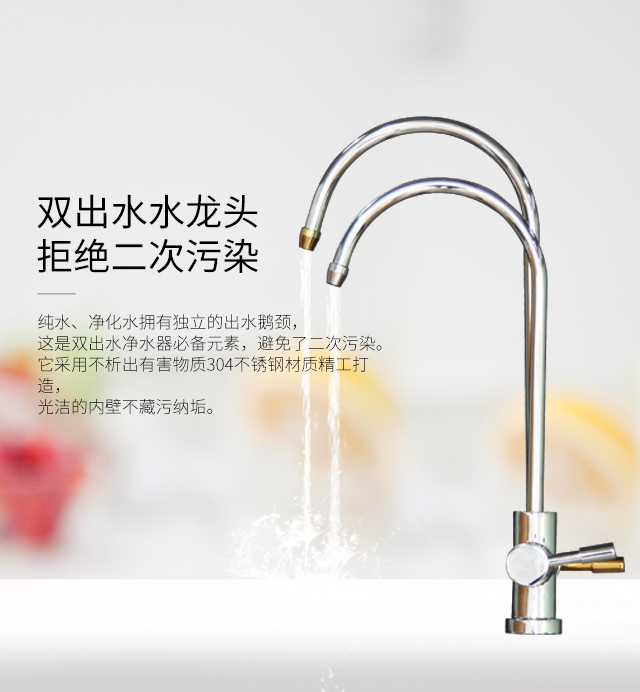 双出水水龙头
拒绝二次污染
纯水、净化水拥有独立的出水鹅颈，
这是双出水净水器必备元素，避免了二次污染。
它采用不析出有害物质304不锈钢材质精工打
造，
光洁的内壁不藏污纳垢。